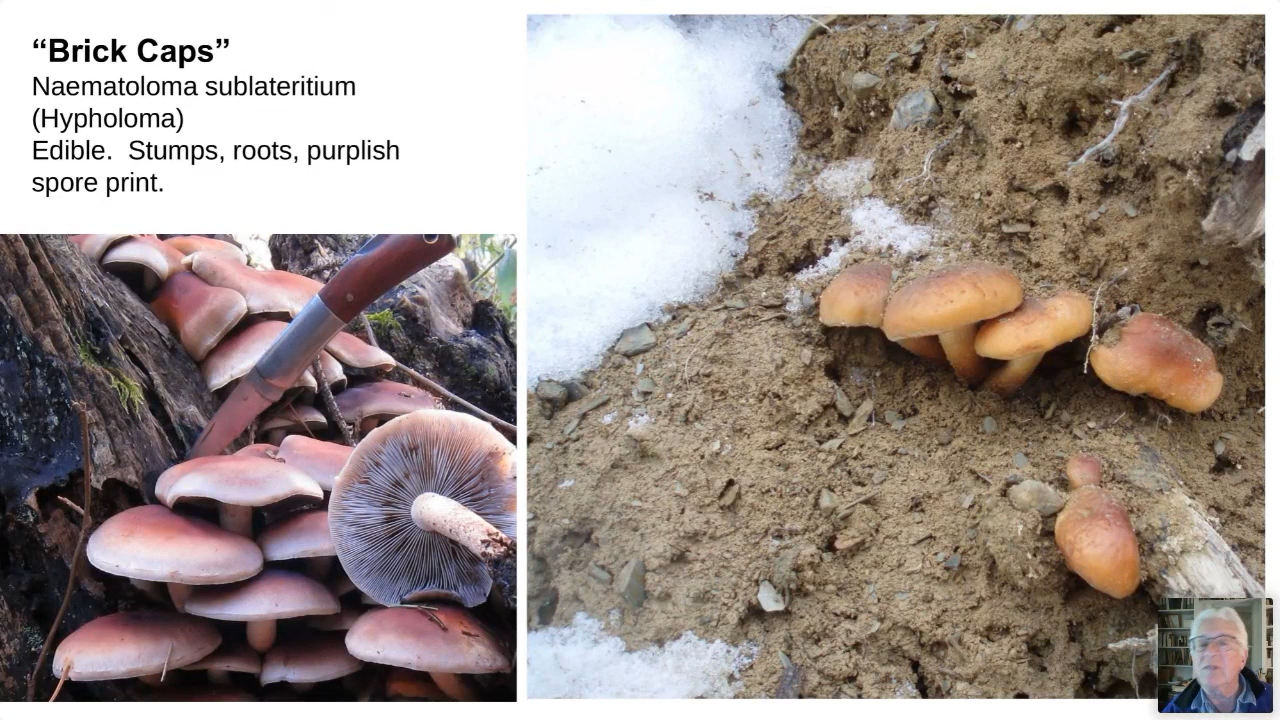 “Brick Caps”
Naematoloma sublateritium
(Hypholoma)
Edible.  Stumps, roots, purplish
spore print.